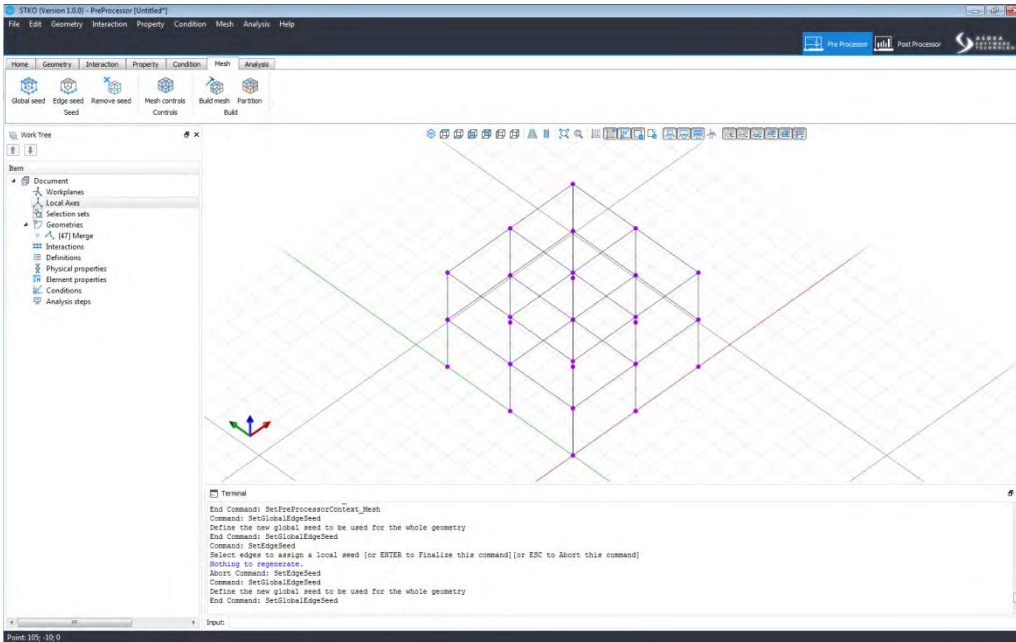 STKO (Version 1.0.0) - PreProcessor [Untitled*]
File Edit Geometry Interaction Property Condition Mesh Analysis Help
Pre Processor Post Processor ASDEA SOFTWARE TECHNOLOGY
Home Geometry Interaction Property Condition Mesh Analysis
Global seed Edge seed Remove seed Mesh controls Build mesh Partition
Seed Controls Build
Work Tree
Item
Document
Workplanes
Local Axes
Selection sets
Geometries
[47] Merge
Interactions
Definitions
Physical properties
Element properties
Conditions
Analysis steps
Terminal
End Command: SetPreProcessorContext_Mesh
Command: SetGlobalEdgeSeed
Define the new global seed to be used for the whole geometry
End Command: SetGlobalEdgeSeed
Command: SetEdgeSeed
Select edges to assign a local seed [or ENTER to Finalize this command][or ESC to Abort this command]
Nothing to regenerate.
Abort Command: SetEdgeSeed
Command: SetGlobalEdgeSeed
Define the new global seed to be used for the whole geometry
End Command: SetGlobalEdgeSeed
Input:
Point: 105; -10; 0